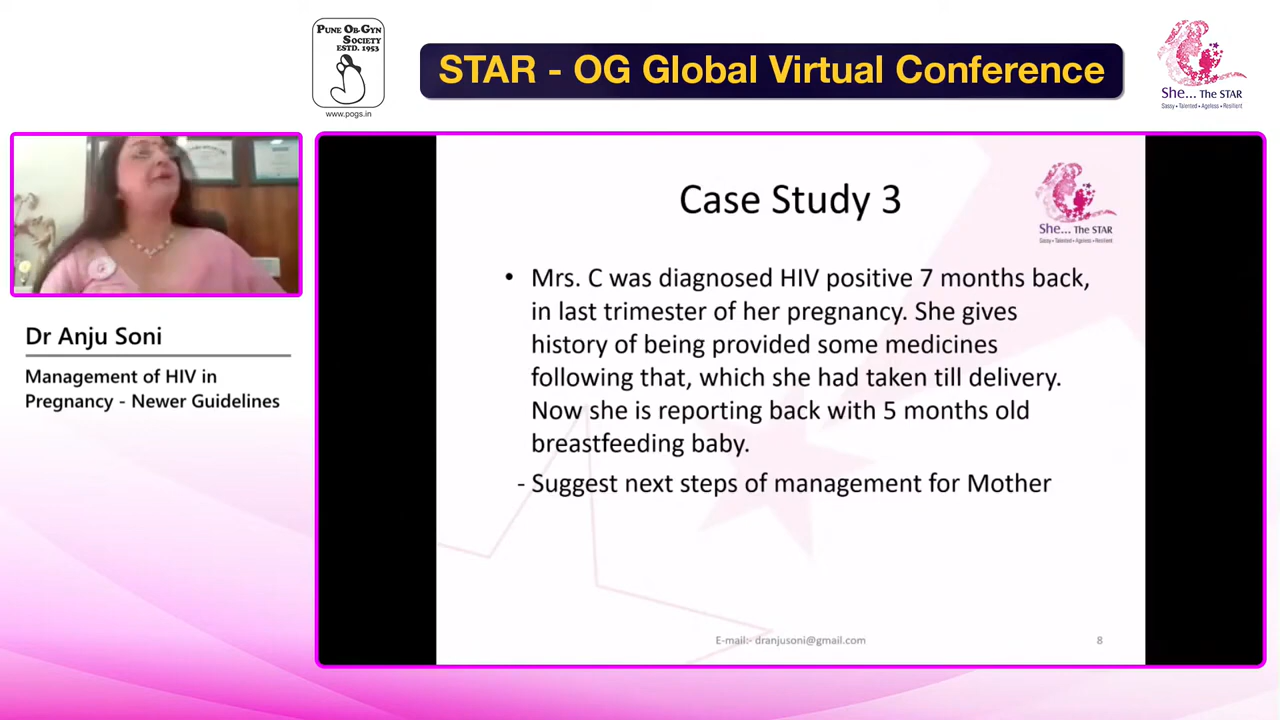 PUNE OB-GYN
SOCIETY
ESTD. 1953
www.pogs.in
STAR - OG Global Virtual Conference
She... The STAR
Sassy • Talented • Ageless • Resilient
Dr Anju Soni
Management of HIV in
Pregnancy - Newer Guidelines
Case Study 3
She... The STAR
Sassy • Talented • Ageless • Resilient
• Mrs. C was diagnosed HIV positive 7 months back,
in last trimester of her pregnancy. She gives
history of being provided some medicines
following that, which she had taken till delivery.
Now she is reporting back with 5 months old
breastfeeding baby.
- Suggest next steps of management for Mother
E-mail:- dranjusoni@gmail.com
8